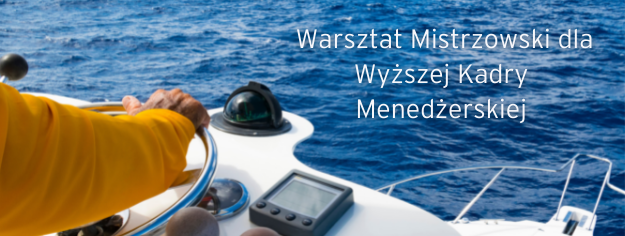 Warsztat Mistrzowski dla
Wyższej Kadry
Menedżerskiej